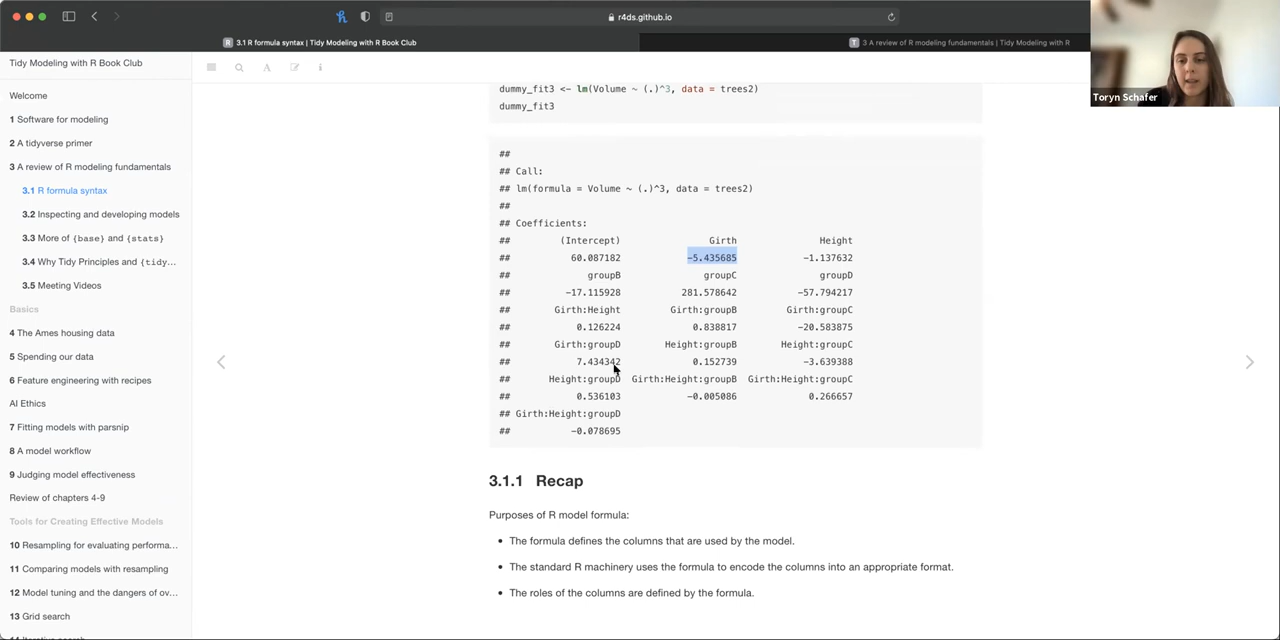 r4ds.github.io
R 3.1 R formula syntax | Tidy Modeling with R Book Club
T 3 A review of R modeling fundamentals | Tidy Modeling with R
Toryn Schafer
Tidy Modeling with R Book Club
Welcome
1 Software for modeling
2 A tidyverse primer
3 A review of R modeling fundamentals
3.1 R formula syntax
3.2 Inspecting and developing models
3.3 More of {base} and {stats}
3.4 Why Tidy Principles and {tidy…
3.5 Meeting Videos
Basics
4 The Ames housing data
5 Spending our data
6 Feature engineering with recipes
AI Ethics
7 Fitting models with parsnip
8 A model workflow
9 Judging model effectiveness
Review of chapters 4-9
Tools for Creating Effective Models
10 Resampling for evaluating performa…
11 Comparing models with resampling
12 Model tuning and the dangers of ov…
13 Grid search
14 Iterative search
dummy_fit3 <- lm(Volume ~ (.)^3, data = trees2)
dummy_fit3
##
## Call:
## lm(formula = Volume ~ (.)^3, data = trees2)
##
## Coefficients:
## (Intercept) Girth Height
## 60.087182 -5.435685 -1.137632
## groupB groupC groupD
## -17.115928 281.578642 -57.794217
## Girth:Height Girth:groupB Girth:groupC
## 0.126224 0.838817 -20.583875
## Girth:groupD Height:groupB Height:groupC
## 7.434342 0.152739 -3.639388
## Height:groupD Girth:Height:groupB Girth:Height:groupC
## 0.536103 -0.005086 0.266657
## Girth:Height:groupD
## -0.078695
3.1.1 Recap
Purposes of R model formula:
• The formula defines the columns that are used by the model.
• The standard R machinery uses the formula to encode the columns into an appropriate format.
• The roles of the columns are defined by the formula.